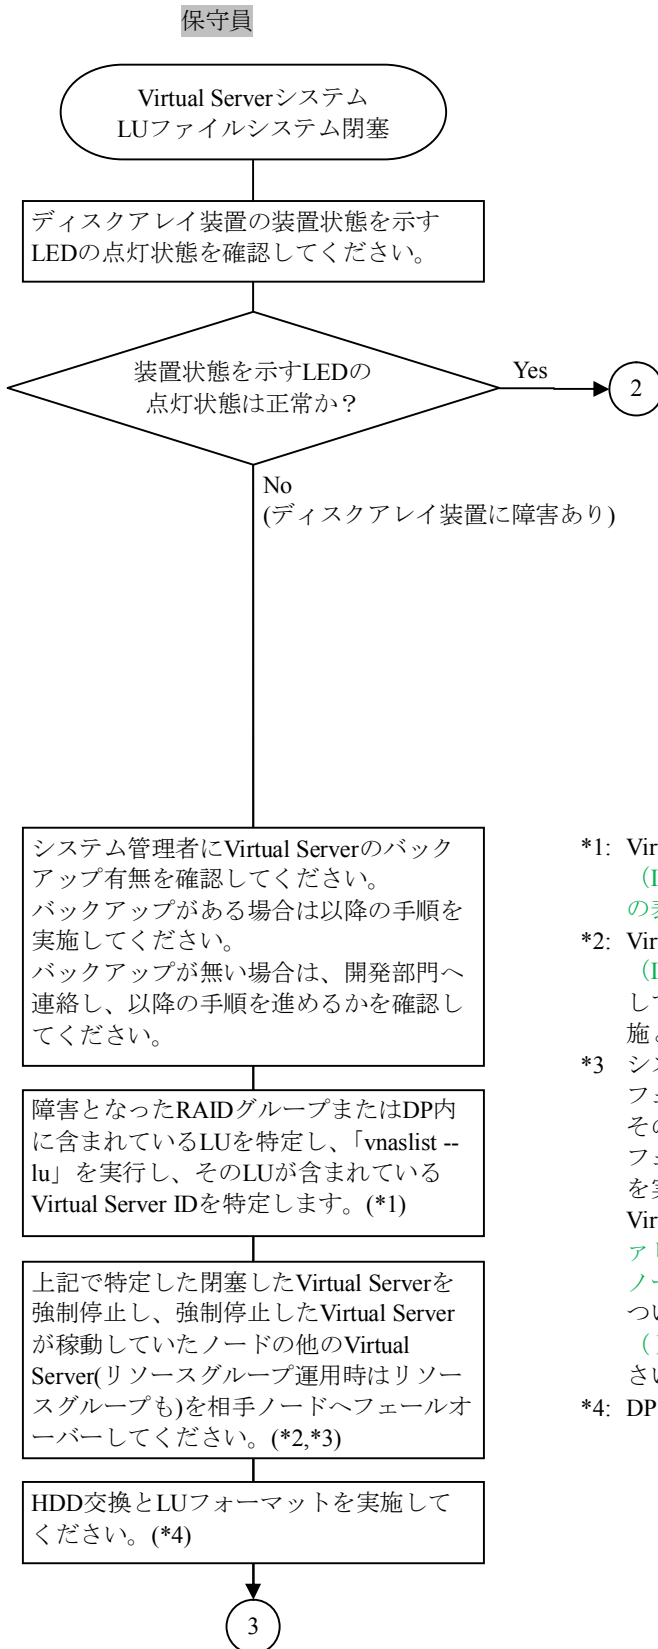 保守員
Virtual Serverシステム
LUファイルシステム閉塞
ディスクアレイ装置の装置状態を示す
LEDの点灯状態を確認してください。
装置状態を示すLEDの
点灯状態は正常か？
Yes
2
No
(ディスクアレイ装置に障害あり)
システム管理者にVirtual Serverのバック
アップ有無を確認してください。
バックアップがある場合は以降の手順を
実施してください。
バックアップが無い場合は、開発部門へ
連絡し、以降の手順を進めるかを確認し
てください。
障害となったRAIDグループまたはDP内
に含まれているLUを特定し、「vnaslist --
lu」を実行し、そのLUが含まれている
Virtual Server IDを特定します。(*1)
上記で特定した閉塞したVirtual Serverを
強制停止し、強制停止したVirtual Server
が稼動していたノードの他のVirtual
Server(リソースグループ運用時はリソー
スグループも)を相手ノードへフェールオ
ーバーしてください。(*2,*3)
HDD交換とLUフォーマットを実施して
ください。(*4)
3
*1: Vir
の
*2: Vir
して
施
*3 シ
フ
その
フ
を実
Vir
ァ
ノー
つい
さい
*4: DP